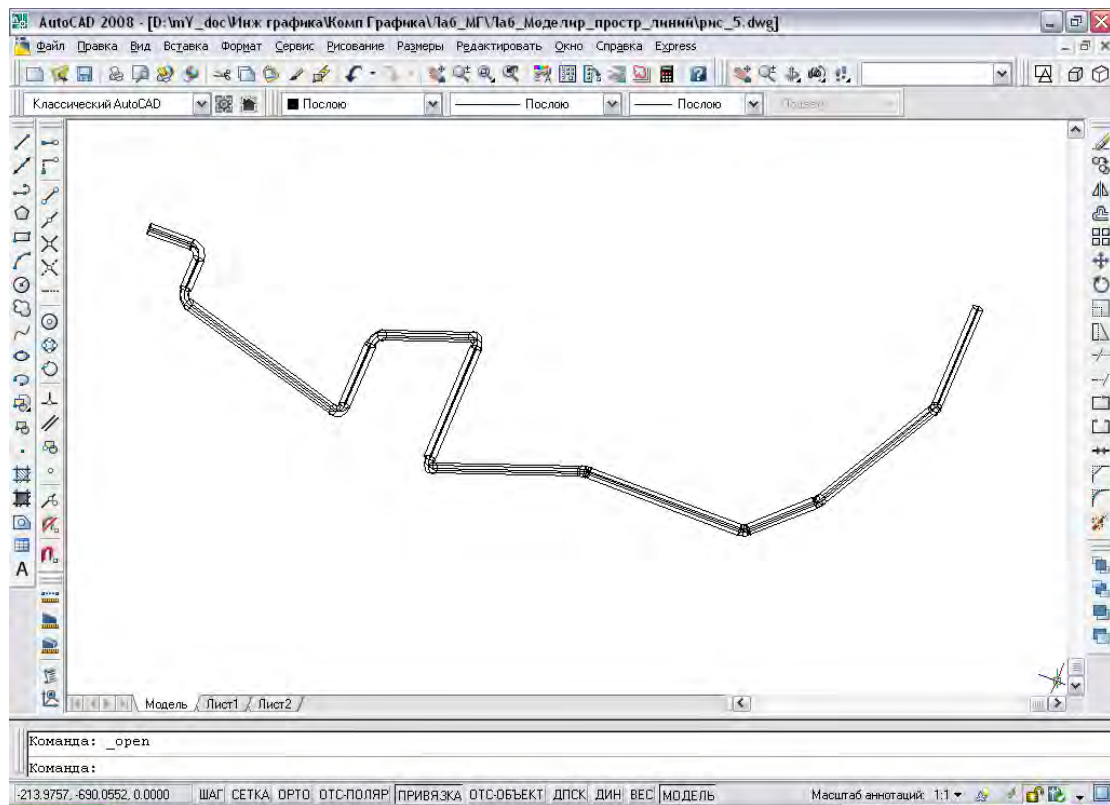 AutoCAD 2008 - [D:\mY_doc\Инж графика\Комп Графика\Лаб_МГ\Лаб_Моделир_простр_линий\рис_5.dwg]
Файл Правка Вид Вставка Формат Сервис Рисование Размеры Редактировать Окно Справка Express
Классический AutoCAD Послою Послою Послою
A
Модель Лист1 Лист2
Команда: _open
Команда:
-213.9757, -690.0552, 0.0000 ШАГ СЕТКА ОРТО ОТС-ПОЛЯР ПРИВЯЗКА ОТС-ОБЪЕКТ ДПСК ДИН ВЕС МОДЕЛЬ Масштаб аннотаций: 1:1